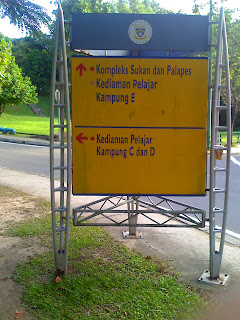 • Kompleks Sukan dan Palapes
• Kediaman Pelajar
Kampung E
• Kediaman Pelajar
Kampung C dan D